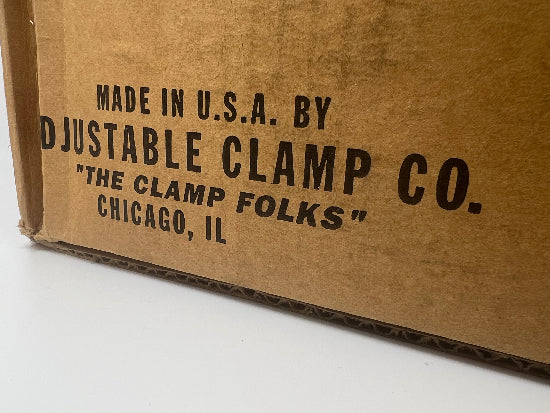 MADE IN U.S.A. BY
DJUSTABLE CLAMP CO.
"THE CLAMP FOLKS"
CHICAGO, IL